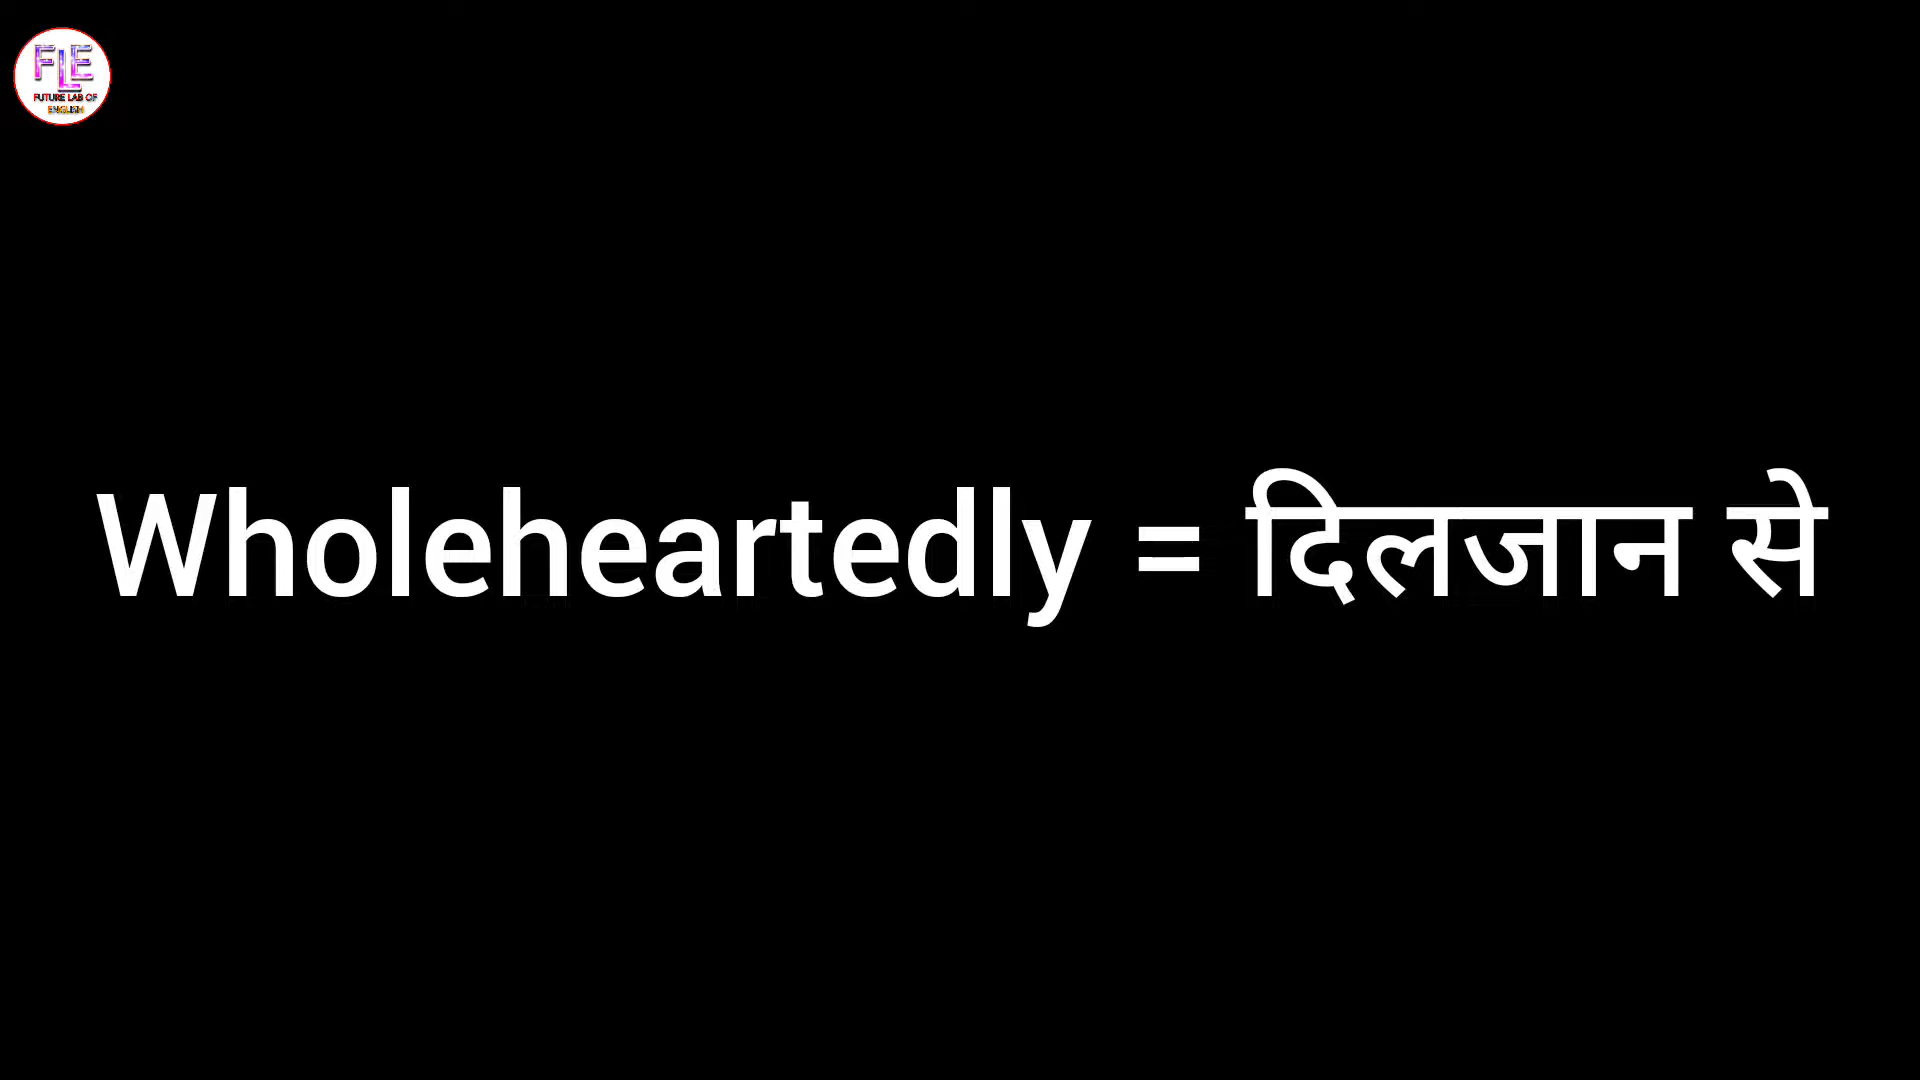 FLE
FUTURE LAB OF
ENGLISH
Wholeheartedly = दिलजान से